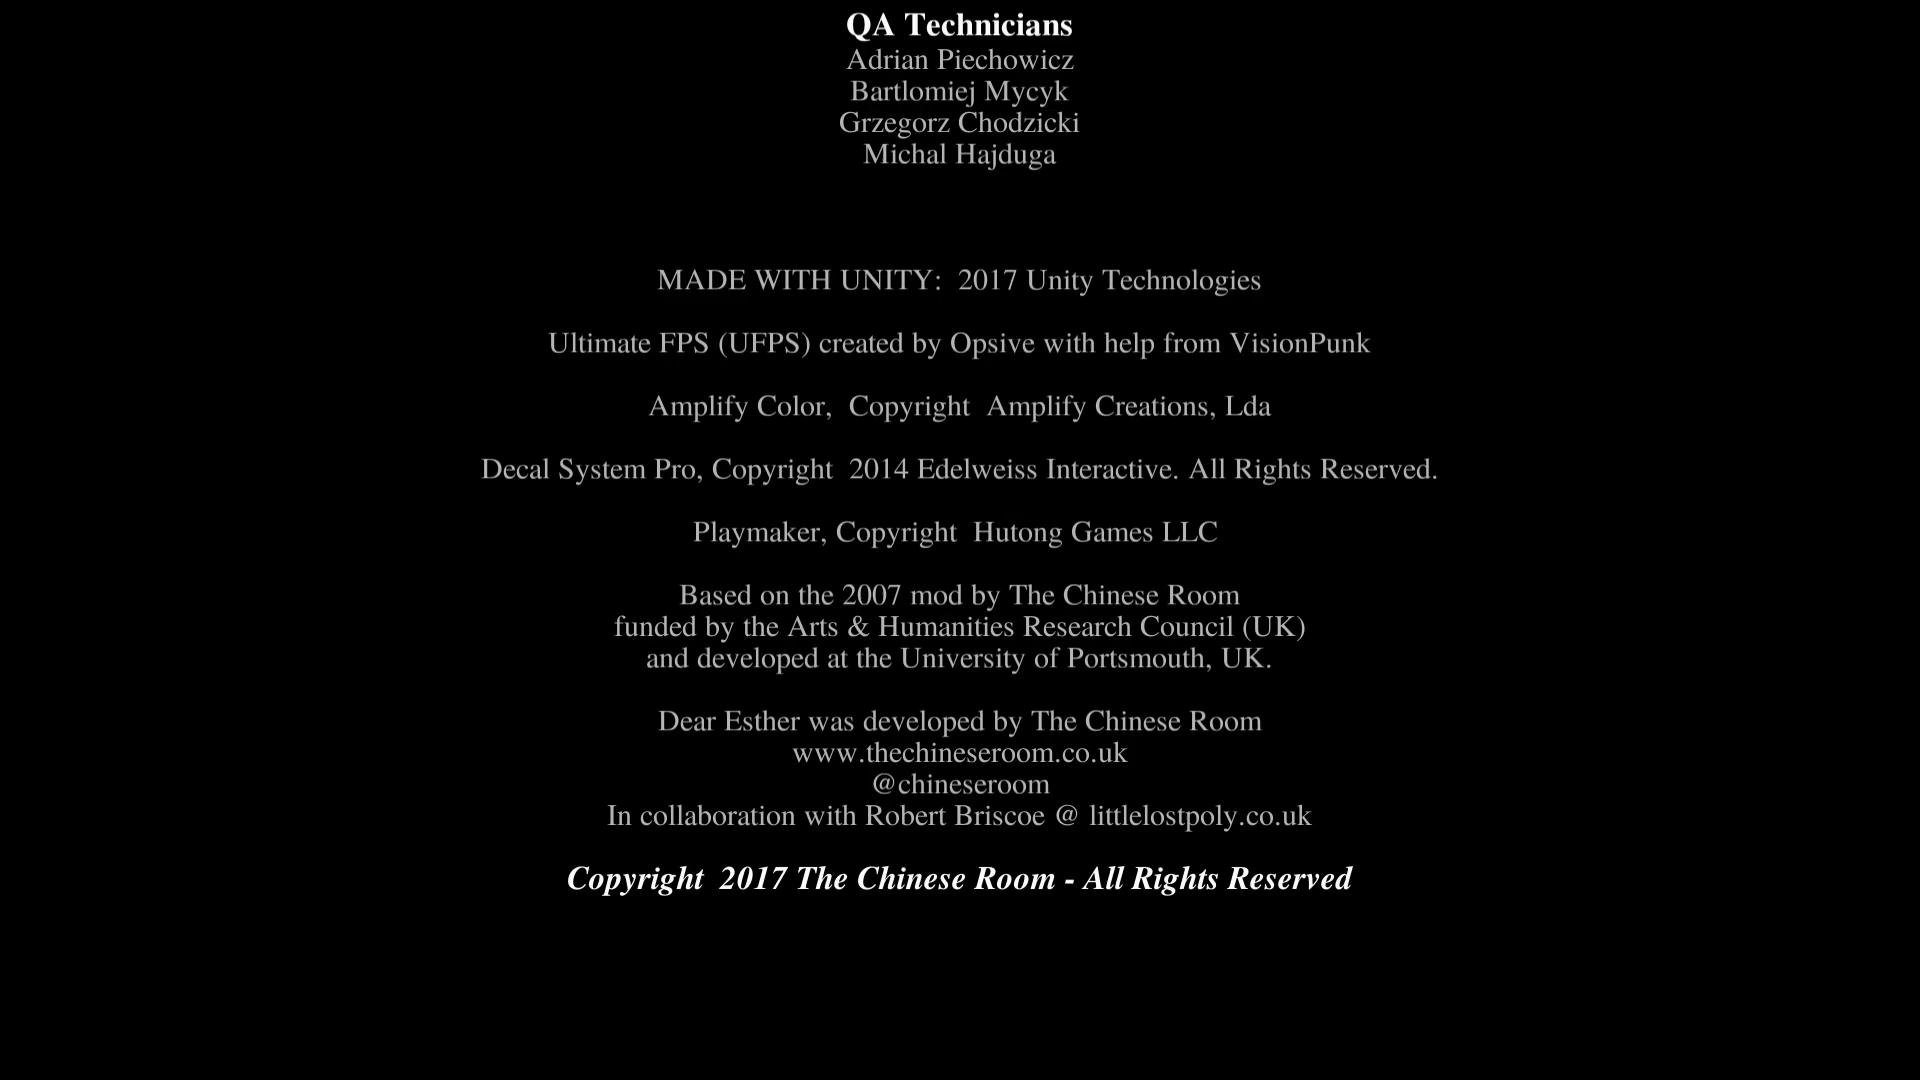 QA Technicians
Adrian Piechowicz
Bartlomiej Mycyk
Grzegorz Chodzicki
Michal Hajduga
MADE WITH UNITY:  2017 Unity Technologies
Ultimate FPS (UFPS) created by Opsive with help from VisionPunk
Amplify Color,  Copyright  Amplify Creations, Lda
Decal System Pro, Copyright  2014 Edelweiss Interactive. All Rights Reserved.
Playmaker, Copyright  Hutong Games LLC
Based on the 2007 mod by The Chinese Room
funded by the Arts & Humanities Research Council (UK)
and developed at the University of Portsmouth, UK.
Dear Esther was developed by The Chinese Room
www.thechineseroom.co.uk
@chineseroom
In collaboration with Robert Briscoe @ littlelostpoly.co.uk
Copyright  2017 The Chinese Room - All Rights Reserved